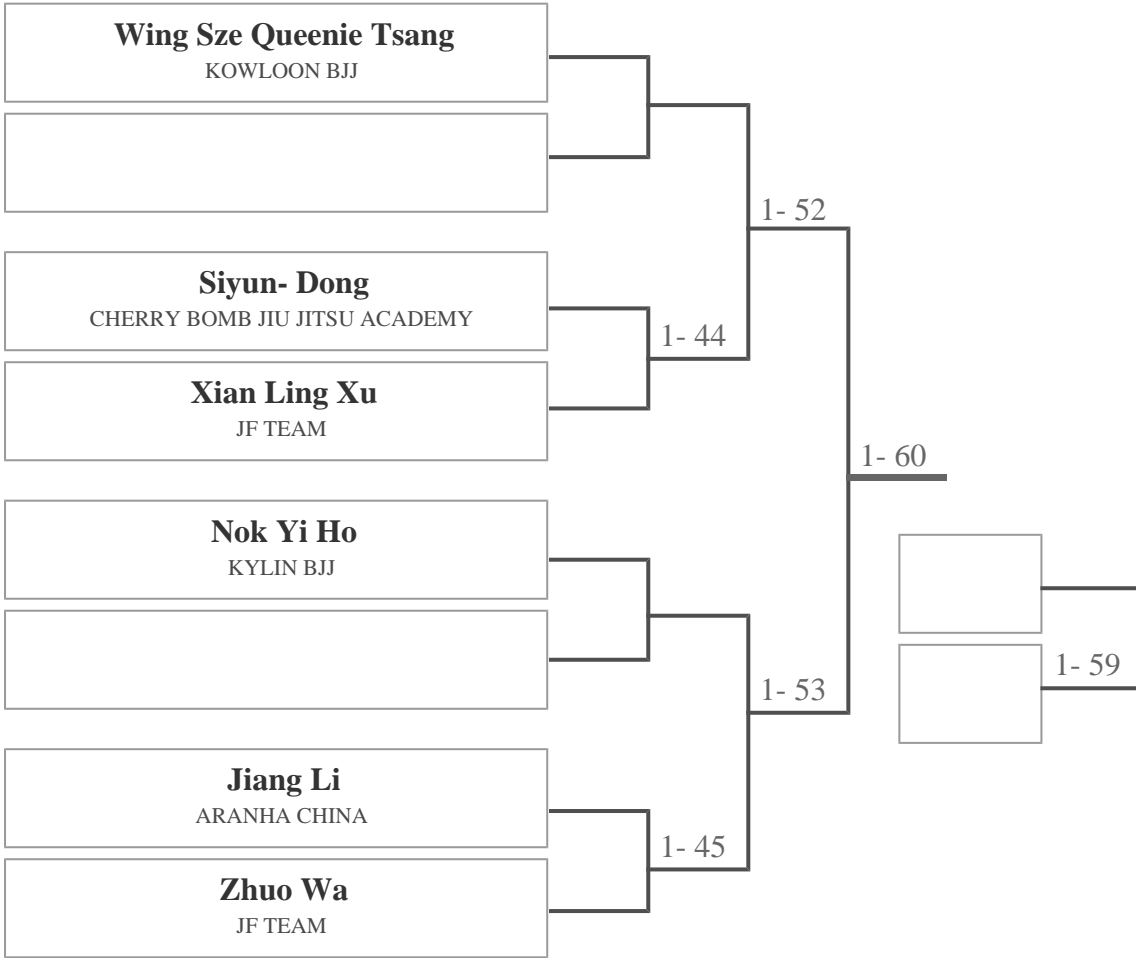 Wing Sze Queenie Tsang
KOWLOON BJJ
Siyun- Dong
CHERRY BOMB JIU JITSU ACADEMY
Xian Ling Xu
JF TEAM
Nok Yi Ho
KYLIN BJJ
Jiang Li
ARANHA CHINA
Zhuo Wa
JF TEAM
1- 44
1- 45
1- 52
1- 53
1- 60
1- 59